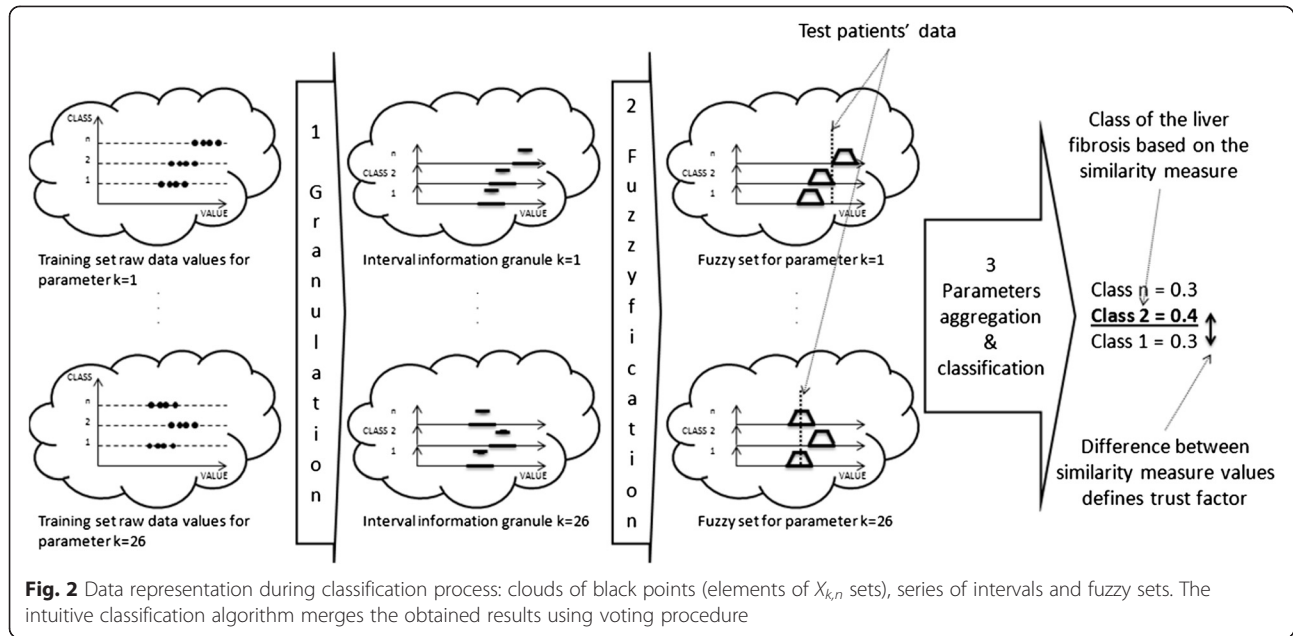 Test patients' data
CLASS
n
2
1
VALUE
Training set raw data values for
parameter k=1
1
G
r
a
n
u
l
a
t
i
o
n
n
CLASS 2
1
VALUE
Interval information granule k=1
2
F
u
z
z
y
f
i
c
a
t
i
o
n
n
CLASS 2
1
VALUE
Fuzzy set for parameter k=1
CLASS
n
2
1
VALUE
Training set raw data values for
parameter k=26
n
CLASS 2
1
VALUE
Interval information granule k=26
n
CLASS 2
1
VALUE
Fuzzy set for parameter k=26
3
Parameters
aggregation
&
classification
Class of the liver
fibrosis based on the
similarity measure
Class n = 0.3
Class 2 = 0.4
Class 1 = 0.3
Difference between
similarity measure values
defines trust factor
Fig. 2 Data representation during classification process: clouds of black points (elements of Xk,n sets), series of intervals and fuzzy sets. The
intuitive classification algorithm merges the obtained results using voting procedure